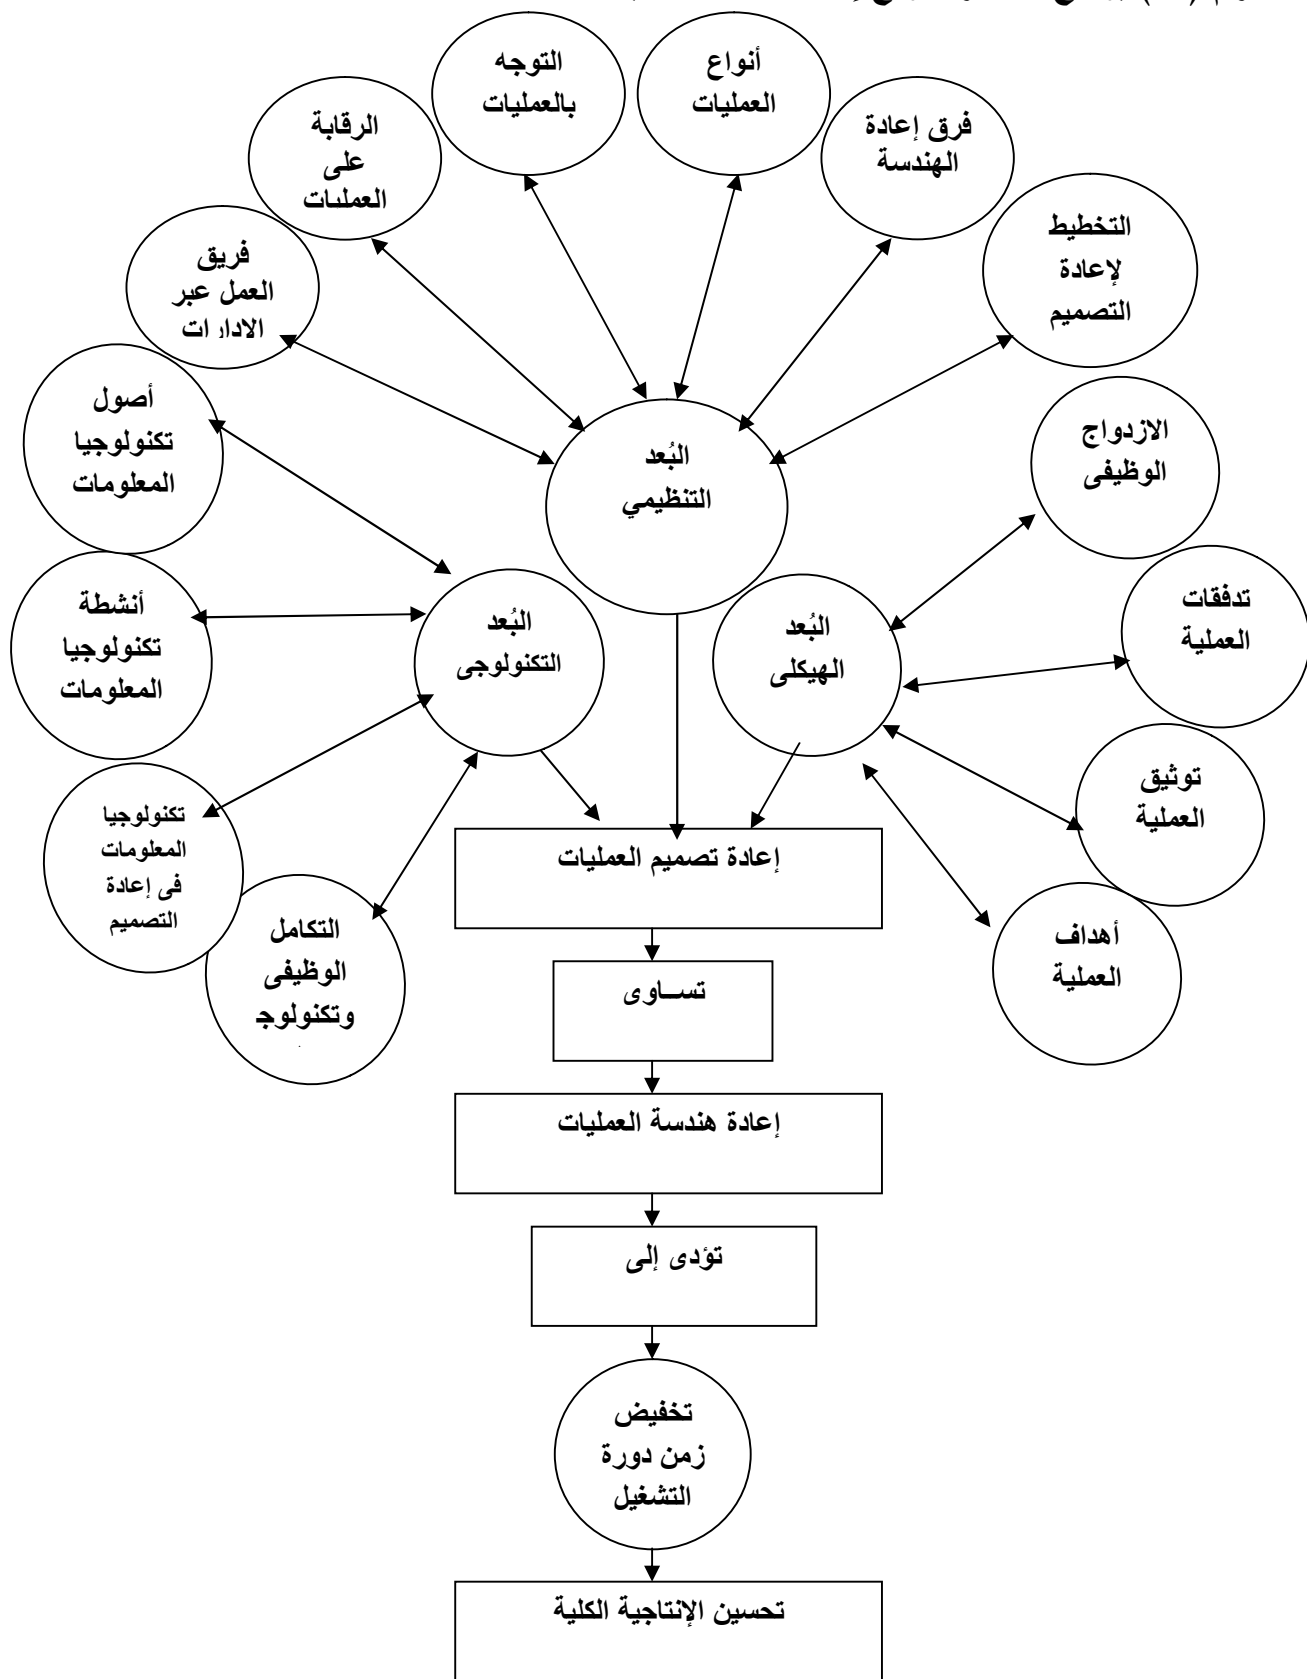 أنواع
العمليات
التوجه
بالعمليات
فرق إعادة
الهندسة
الرقابة
على
العمليات
التخطيط
لإعادة
التصميم
فريق
العمل عبر
الادارات
البُعد
التنظيمي
أصول
تكنولوجيا
المعلومات
الازدواج
الوظيفى
أنشطة
تكنولوجيا
المعلومات
البُعد
التكنولوجى
البُعد
الهيكلى
تدفقات
العملية
توثيق
العملية
تكنولوجيا
المعلومات
فى إعادة
التصميم
أهداف
العملية
التكامل
الوظيفى
وتكنولوج
إعادة تصميم العمليات
تســاوى
إعادة هندسة العمليات
تؤدى إلى
تخفيض
زمن دورة
التشغيل
تحسين الإنتاجية الكلية